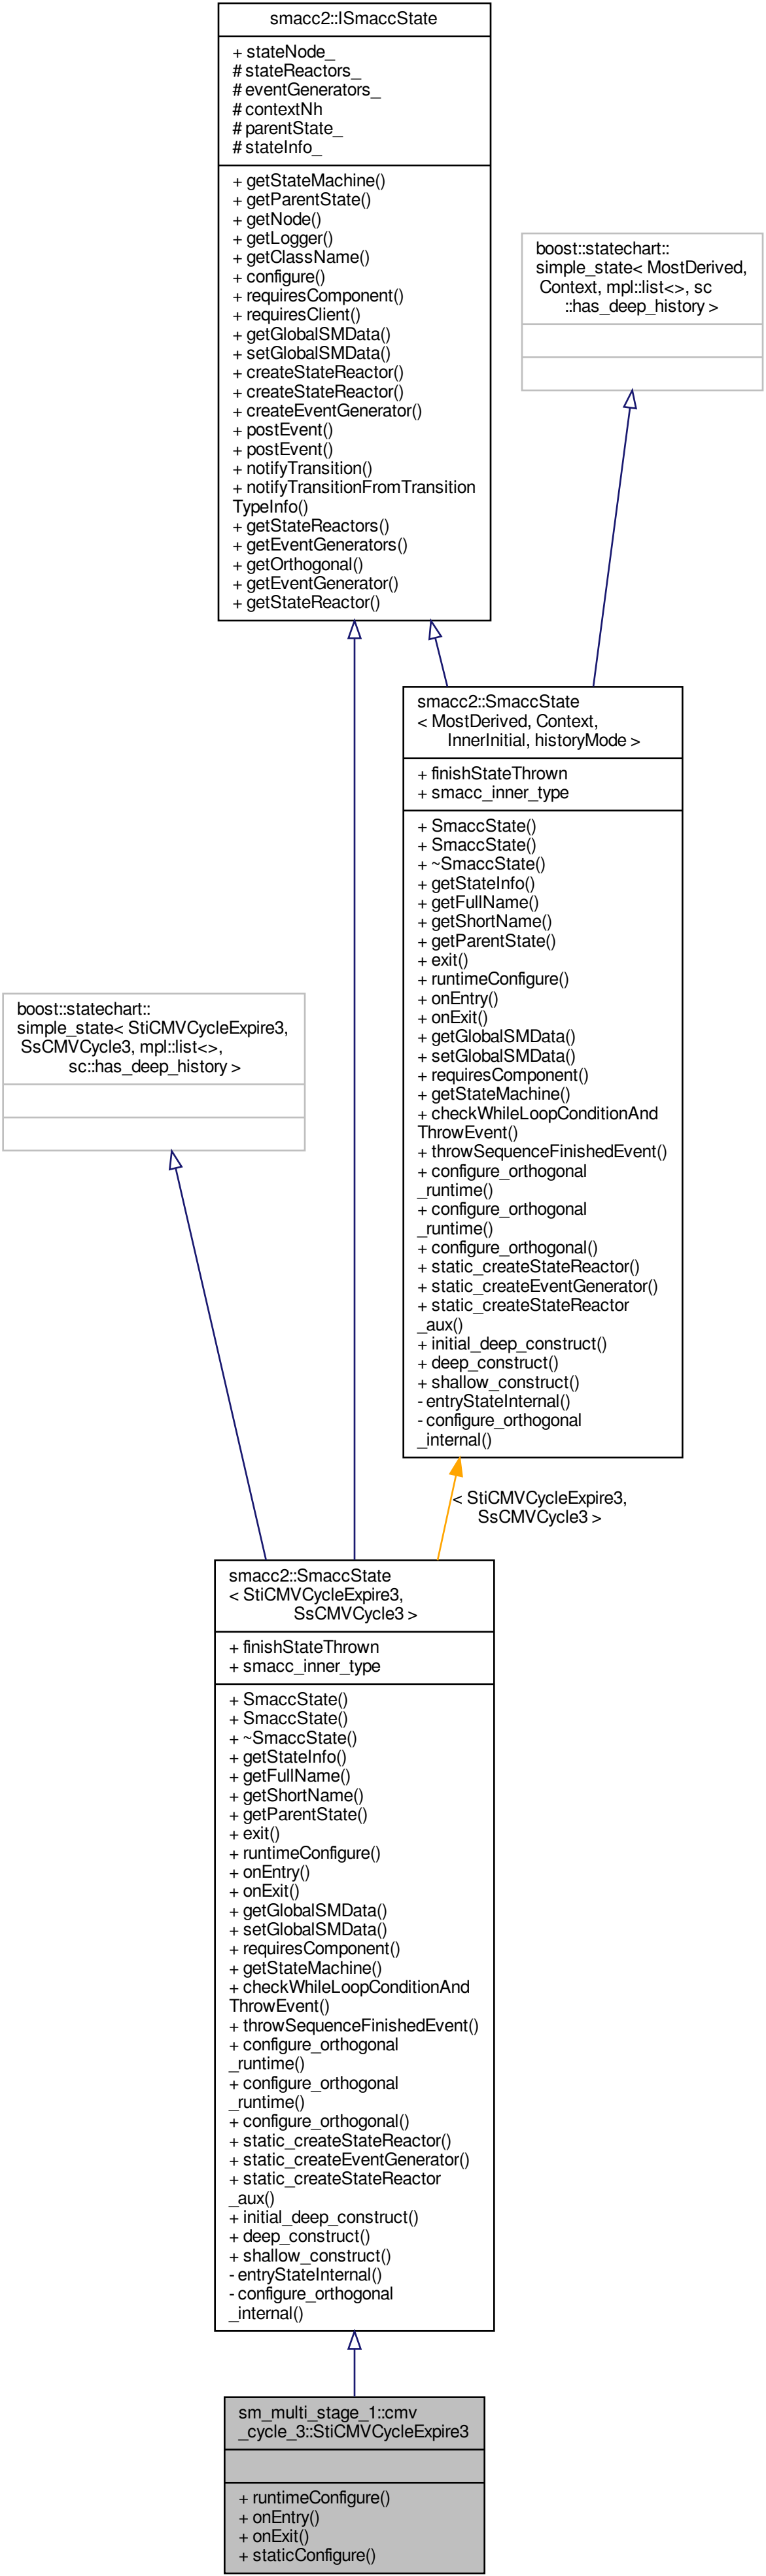 smacc2::ISmaccState
+ stateNode_
# stateReactors_
# eventGenerators_
# contextNh
# parentState_
# stateInfo_
+ getStateMachine()
+ getParentState()
+ getNode()
+ getLogger()
+ getClassName()
+ configure()
+ requiresComponent()
+ requiresClient()
+ getGlobalSMData()
+ setGlobalSMData()
+ createStateReactor()
+ createStateReactor()
+ createEventGenerator()
+ postEvent()
+ postEvent()
+ notifyTransition()
+ notifyTransitionFromTransition
TypeInfo()
+ getStateReactors()
+ getEventGenerators()
+ getOrthogonal()
+ getEventGenerator()
+ getStateReactor()
boost::statechart::
simple_state< MostDerived,
Context, mpl::list<>, sc
::has_deep_history >
smacc2::SmaccState
< MostDerived, Context,
InnerInitial, historyMode >
+ finishStateThrown
+ smacc_inner_type
+ SmaccState()
+ SmaccState()
+ ~SmaccState()
+ getStateInfo()
+ getFullName()
+ getShortName()
+ getParentState()
+ exit()
+ runtimeConfigure()
+ onEntry()
+ onExit()
+ getGlobalSMData()
+ setGlobalSMData()
+ requiresComponent()
+ getStateMachine()
+ checkWhileLoopConditionAnd
ThrowEvent()
+ throwSequenceFinishedEvent()
+ configure_orthogonal
_runtime()
+ configure_orthogonal
_runtime()
+ configure_orthogonal()
+ static_createStateReactor()
+ static_createEventGenerator()
+ static_createStateReactor
_aux()
+ initial_deep_construct()
+ deep_construct()
+ shallow_construct()
- entryStateInternal()
- configure_orthogonal
_internal()
boost::statechart::
simple_state< StiCMVCycleExpire3,
SsCMVCycle3, mpl::list<>,
sc::has_deep_history >
< StiCMVCycleExpire3,
SsCMVCycle3 >
smacc2::SmaccState
< StiCMVCycleExpire3,
SsCMVCycle3 >
+ finishStateThrown
+ smacc_inner_type
+ SmaccState()
+ SmaccState()
+ ~SmaccState()
+ getStateInfo()
+ getFullName()
+ getShortName()
+ getParentState()
+ exit()
+ runtimeConfigure()
+ onEntry()
+ onExit()
+ getGlobalSMData()
+ setGlobalSMData()
+ requiresComponent()
+ getStateMachine()
+ checkWhileLoopConditionAnd
ThrowEvent()
+ throwSequenceFinishedEvent()
+ configure_orthogonal
_runtime()
+ configure_orthogonal
_runtime()
+ configure_orthogonal()
+ static_createStateReactor()
+ static_createEventGenerator()
+ static_createStateReactor
_aux()
+ initial_deep_construct()
+ deep_construct()
+ shallow_construct()
- entryStateInternal()
- configure_orthogonal
_internal()
sm_multi_stage_1::cmv
_cycle_3::StiCMVCycleExpire3
+ runtimeConfigure()
+ onEntry()
+ onExit()
+ staticConfigure()